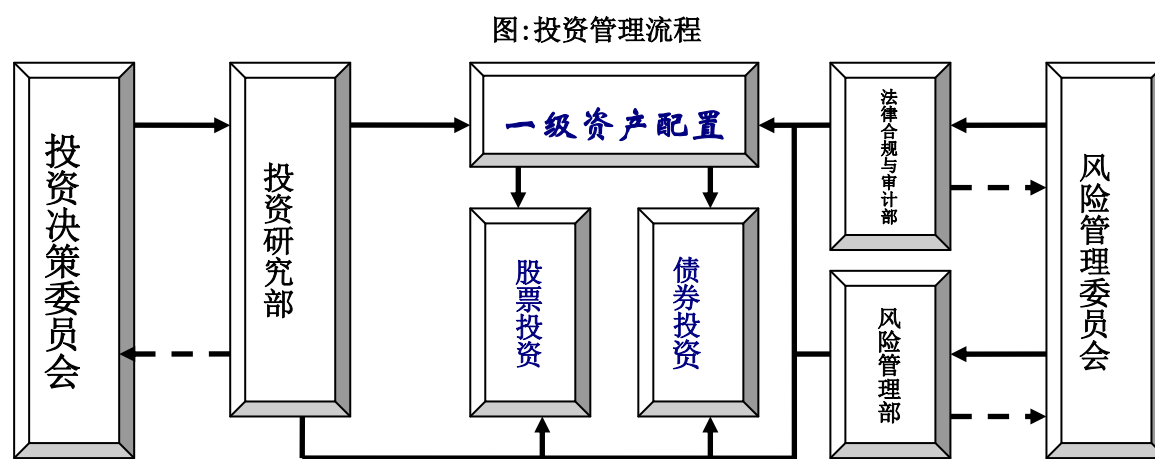 图:投资管理流程
投资决策委员会
投资研究部
一级资产配置
股票投资
债券投资
法律合规与审计部
风险管理部
风险管理委员会